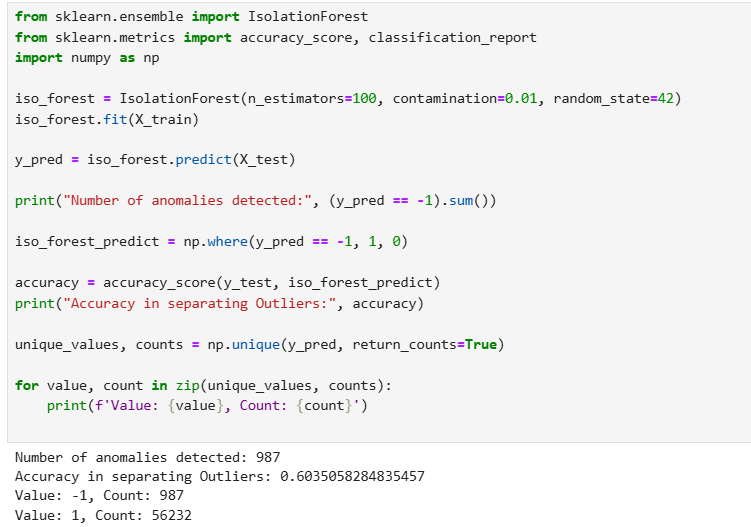 from sklearn.ensemble import IsolationForest
from sklearn.metrics import accuracy_score, classification_report
import numpy as np
iso_forest = IsolationForest(n_estimators=100, contamination=0.01, random_state=42)
iso_forest.fit(X_train)
y_pred = iso_forest.predict(X_test)
print("Number of anomalies detected:", (y_pred == -1).sum())
iso_forest_predict = np.where(y_pred == -1, 1, 0)
accuracy = accuracy_score(y_test, iso_forest_predict)
print("Accuracy in separating Outliers:", accuracy)
unique_values, counts = np.unique(y_pred, return_counts=True)
for value, count in zip(unique_values, counts):
    print(f'Value: {value}, Count: {count}')
Number of anomalies detected: 987
Accuracy in separating Outliers: 0.6035058284835457
Value: -1, Count: 987
Value: 1, Count: 56232